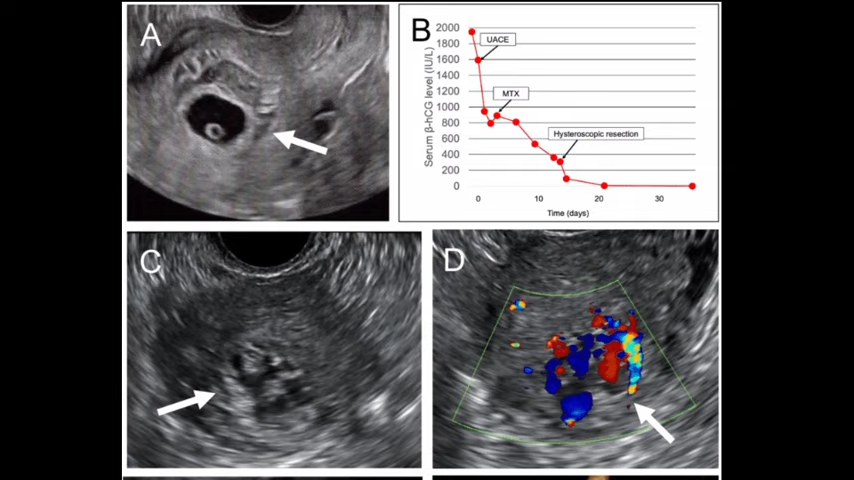 A
B
2000
1800
1600
1400
1200
1000
800
600
400
200
0
Serum β-hCG level (IU/L)
UACE
MTX
Hysteroscopic resection
0 10 20 30
Time (days)
C
D